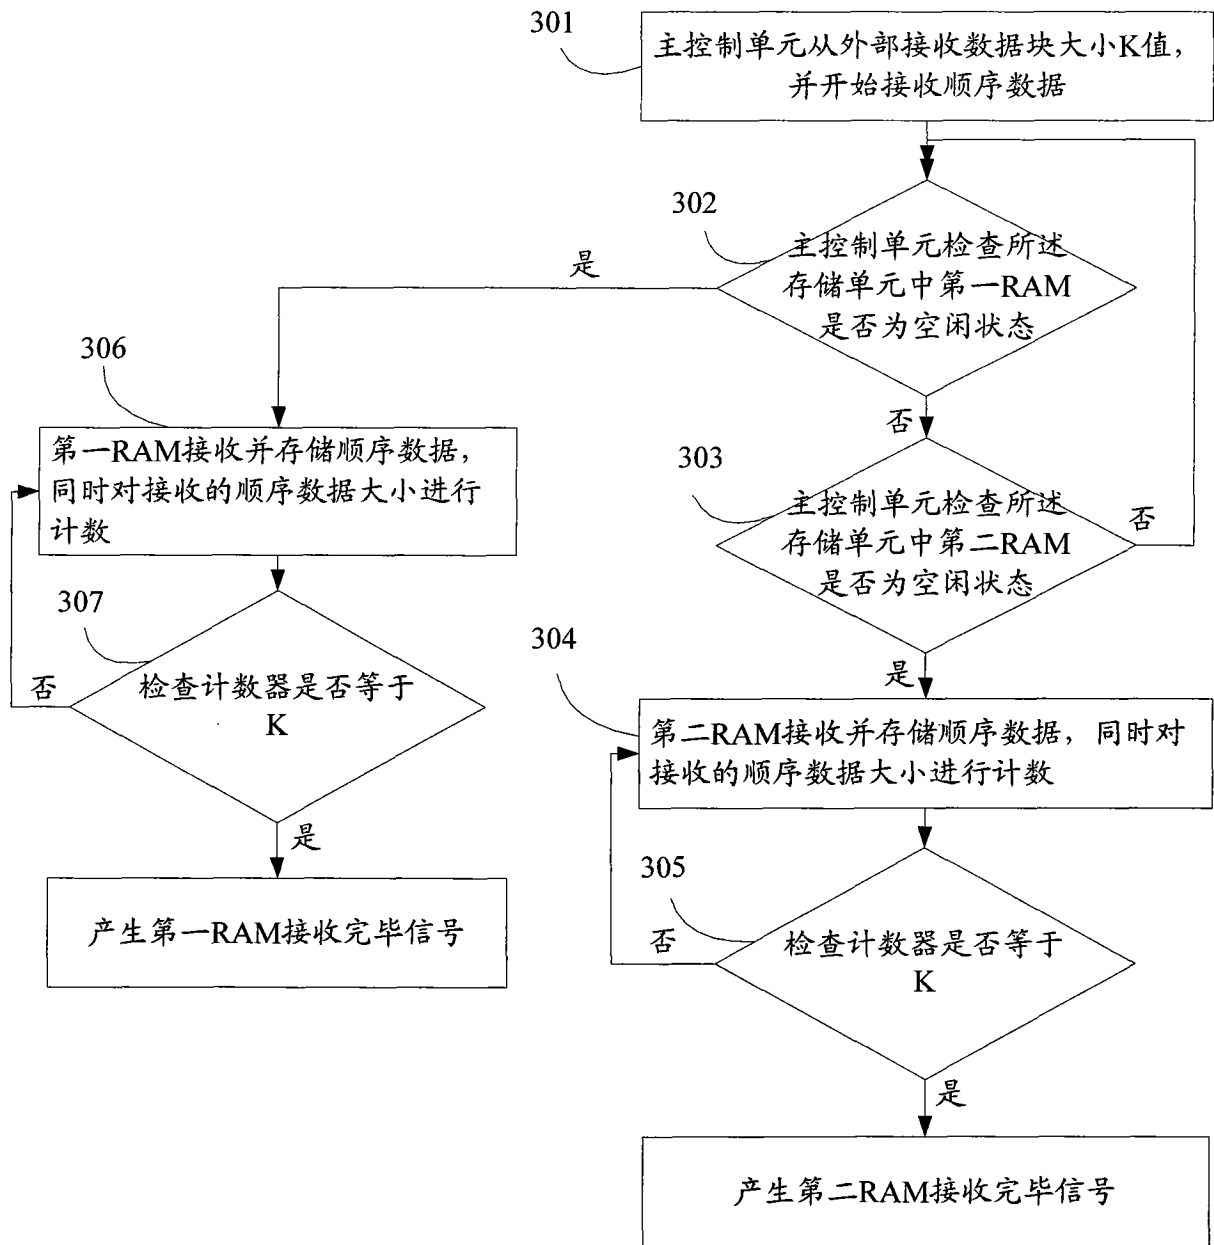 301
主控制单元从外部接收数据块大小K值，
并开始接收顺序数据
302
主控制单元检查所述
存储单元中第一RAM
是否为空闲状态
是
否
306
第一RAM接收并存储顺序数据，
同时对接收的顺序数据大小进行
计数
303
主控制单元检查所述
存储单元中第二RAM
是否为空闲状态
否
是
307
检查计数器是否等于
K
否
是
304
第二RAM接收并存储顺序数据，同时对
接收的顺序数据大小进行计数
产生第一RAM接收完毕信号
305
检查计数器是否等于
K
否
是
产生第二RAM接收完毕信号